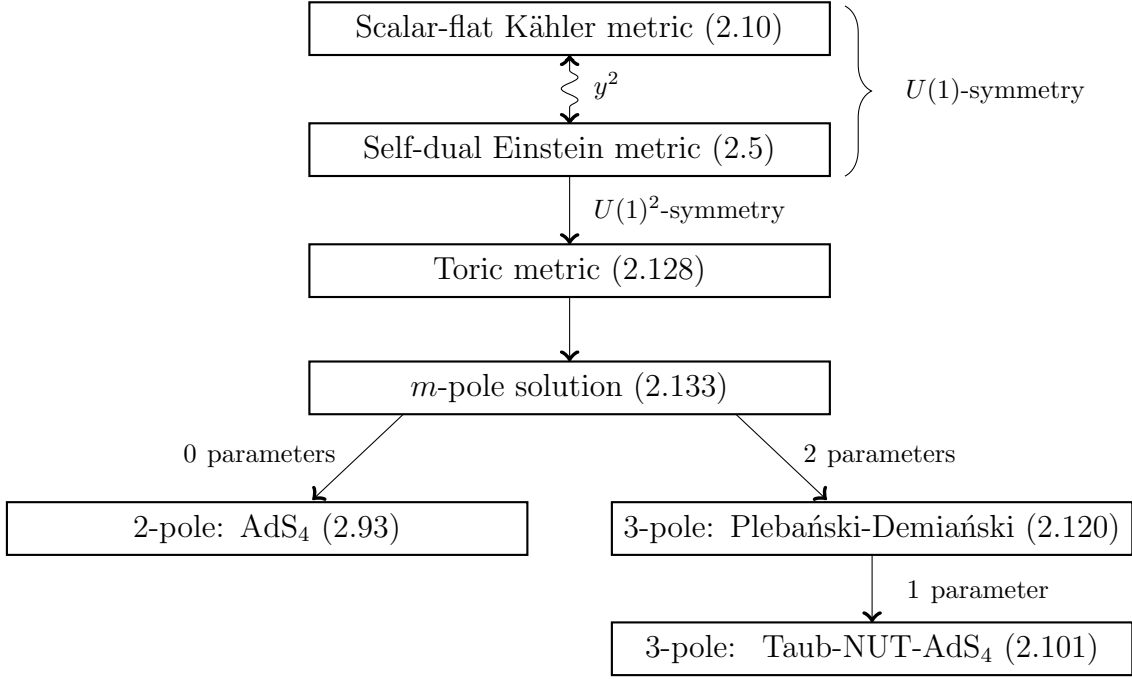 Scalar-flat Kähler metric (2.10)
y²
U(1)-symmetry
Self-dual Einstein metric (2.5)
U(1)²-symmetry
Toric metric (2.128)
m-pole solution (2.133)
0 parameters
2 parameters
2-pole: AdS₄ (2.93)
3-pole: Plebański-Demiański (2.120)
1 parameter
3-pole: Taub-NUT-AdS₄ (2.101)